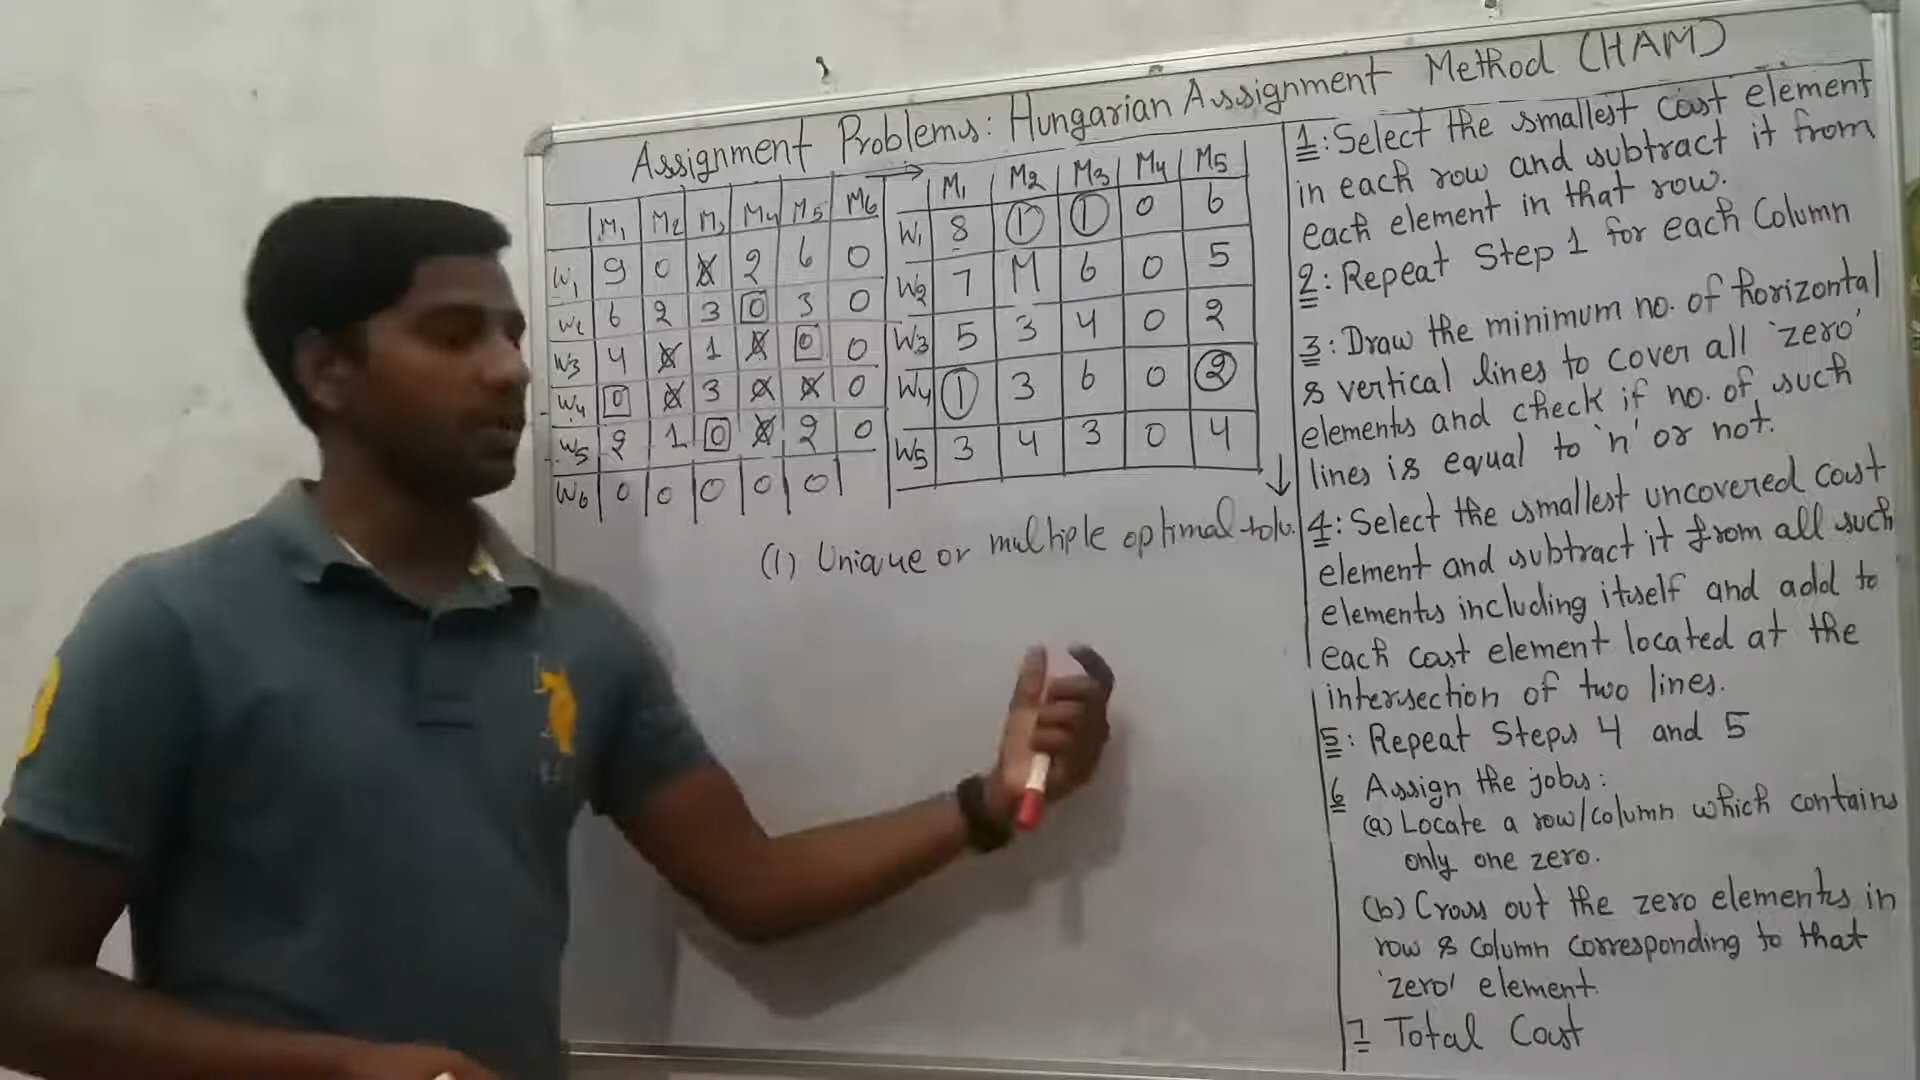 Assignment Problems: Hungarian Assignment Method (HAM)
M1 M2 M3 M4 M5 M6
W1 9 0 X 2 6 0
W2 6 2 3 0 3 0
W3 4 X 1 X 0 0
W4 0 X 3 X X 0
W5 2 1 0 X 2 0
W6 0 0 0 0 0
M1 M2 M3 M4 M5
W1 8 1 1 0 6
W2 7 M 6 0 5
W3 5 3 4 0 2
W4 1 3 6 0 2
W5 3 4 3 0 4
(1) Unique or multiple optimal soln.
1: Select the smallest cost element
in each row and subtract it from
each element in that row.
2: Repeat Step 1 for each Column
3: Draw the minimum no. of horizontal
& vertical lines to cover all 'zero'
elements and check if no. of such
lines is equal to 'n' or not.
4: Select the smallest uncovered cost
element and subtract it from all such
elements including itself and add to
each cost element located at the
intersection of two lines.
5: Repeat Steps 4 and 5
6 Assign the jobs:
(a) Locate a row/column which contains
only one zero.
(b) Cross out the zero elements in
row & column corresponding to that
'zero' element.
7 Total Cost